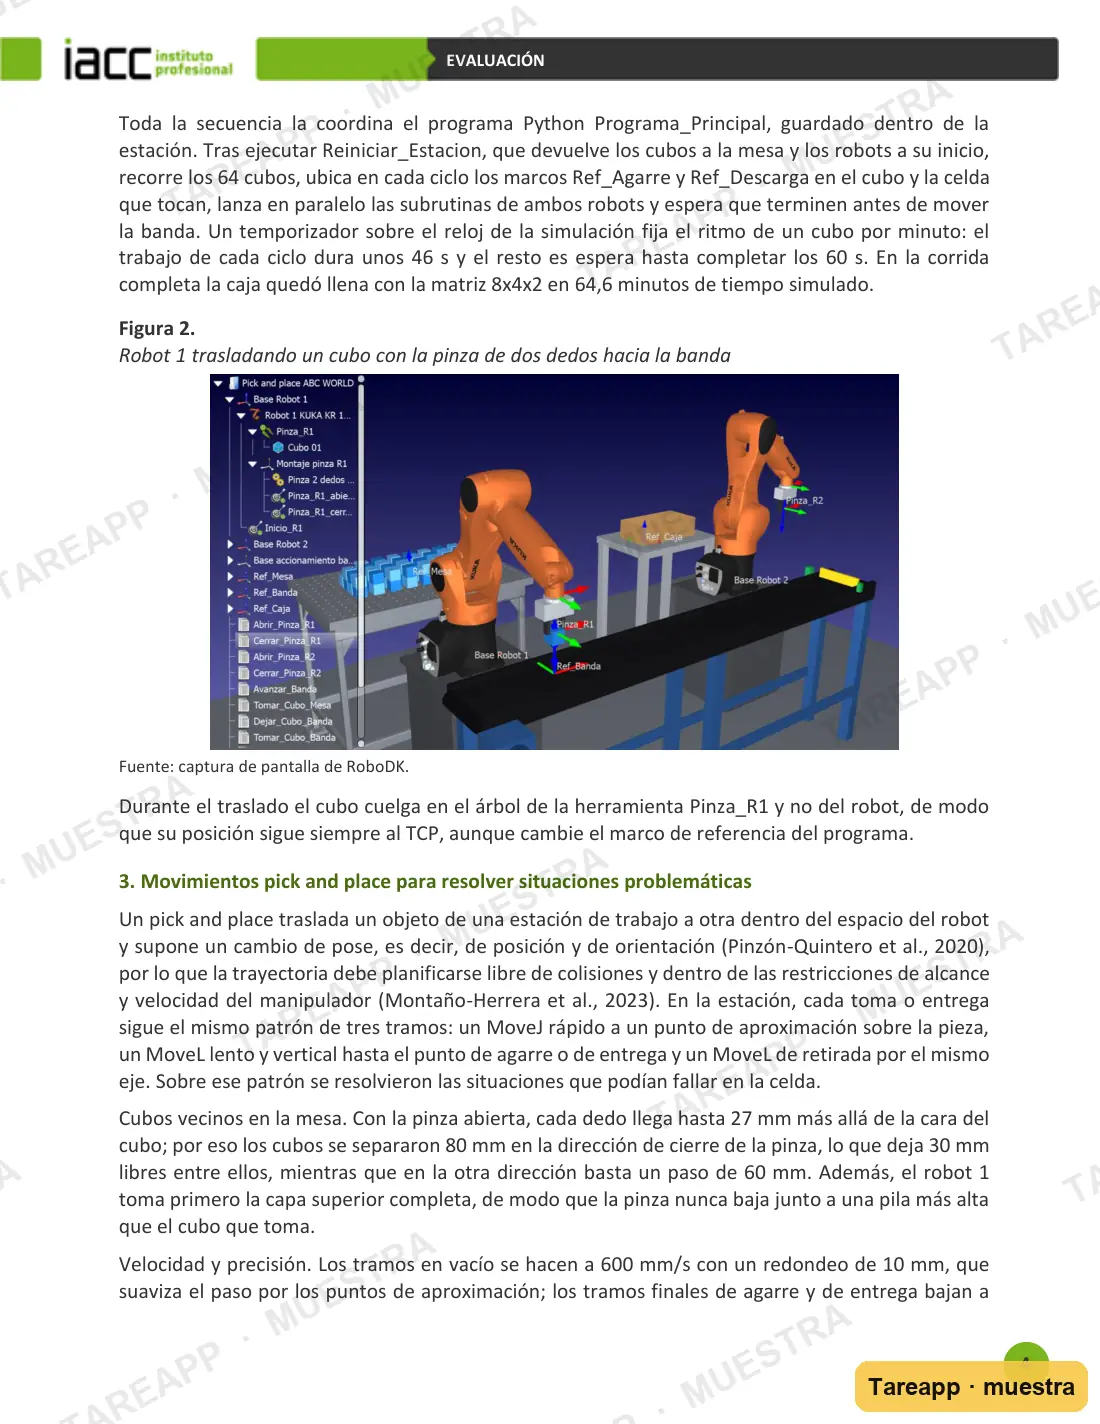 iacc instituto profesional
EVALUACIÓN
Toda la secuencia la coordina el programa Python Programa_Principal, guardado dentro de la
estación. Tras ejecutar Reiniciar_Estacion, que devuelve los cubos a la mesa y los robots a su inicio,
recorre los 64 cubos, ubica en cada ciclo los marcos Ref_Agarre y Ref_Descarga en el cubo y la celda
que tocan, lanza en paralelo las subrutinas de ambos robots y espera que terminen antes de mover
la banda. Un temporizador sobre el reloj de la simulación fija el ritmo de un cubo por minuto: el
trabajo de cada ciclo dura unos 46 s y el resto es espera hasta completar los 60 s. En la corrida
completa la caja quedó llena con la matriz 8x4x2 en 64,6 minutos de tiempo simulado.
Figura 2.
Robot 1 trasladando un cubo con la pinza de dos dedos hacia la banda
Pick and place ABC WORLD
Base Robot 1
Robot 1 KUKA KR 1...
Pinza_R1
Cubo 01
Montaje pinza R1
Pinza 2 dedos ...
Pinza_R1_abie...
Pinza_R1_cerr...
Inicio_R1
Base Robot 2
Base accionamiento ba...
Ref_Mesa
Ref_Banda
Ref_Caja
Abrir_Pinza_R1
Cerrar_Pinza_R1
Abrir_Pinza_R2
Cerrar_Pinza_R2
Avanzar_Banda
Tomar_Cubo_Mesa
Dejar_Cubo_Banda
Tomar_Cubo_Banda
Ref_Mesa
KUKA
KUKA
Pinza_R1
Base Robot 1
Ref_Banda
Ref_Caja
KUKA
KUKA
Pinza_R2
Base Robot 2
Fuente: captura de pantalla de RoboDK.
Durante el traslado el cubo cuelga en el árbol de la herramienta Pinza_R1 y no del robot, de modo
que su posición sigue siempre al TCP, aunque cambie el marco de referencia del programa.
3. Movimientos pick and place para resolver situaciones problemáticas
Un pick and place traslada un objeto de una estación de trabajo a otra dentro del espacio del robot
y supone un cambio de pose, es decir, de posición y de orientación (Pinzón-Quintero et al., 2020),
por lo que la trayectoria debe planificarse libre de colisiones y dentro de las restricciones de alcance
y velocidad del manipulador (Montaño-Herrera et al., 2023). En la estación, cada toma o entrega
sigue el mismo patrón de tres tramos: un MoveJ rápido a un punto de aproximación sobre la pieza,
un MoveL lento y vertical hasta el punto de agarre o de entrega y un MoveL de retirada por el mismo
eje. Sobre ese patrón se resolvieron las situaciones que podían fallar en la celda.
Cubos vecinos en la mesa. Con la pinza abierta, cada dedo llega hasta 27 mm más allá de la cara del
cubo; por eso los cubos se separaron 80 mm en la dirección de cierre de la pinza, lo que deja 30 mm
libres entre ellos, mientras que en la otra dirección basta un paso de 60 mm. Además, el robot 1
toma primero la capa superior completa, de modo que la pinza nunca baja junto a una pila más alta
que el cubo que toma.
Velocidad y precisión. Los tramos en vacío se hacen a 600 mm/s con un redondeo de 10 mm, que
suaviza el paso por los puntos de aproximación; los tramos finales de agarre y de entrega bajan a
Tareapp · muestra
TAREAPP · MUESTRA